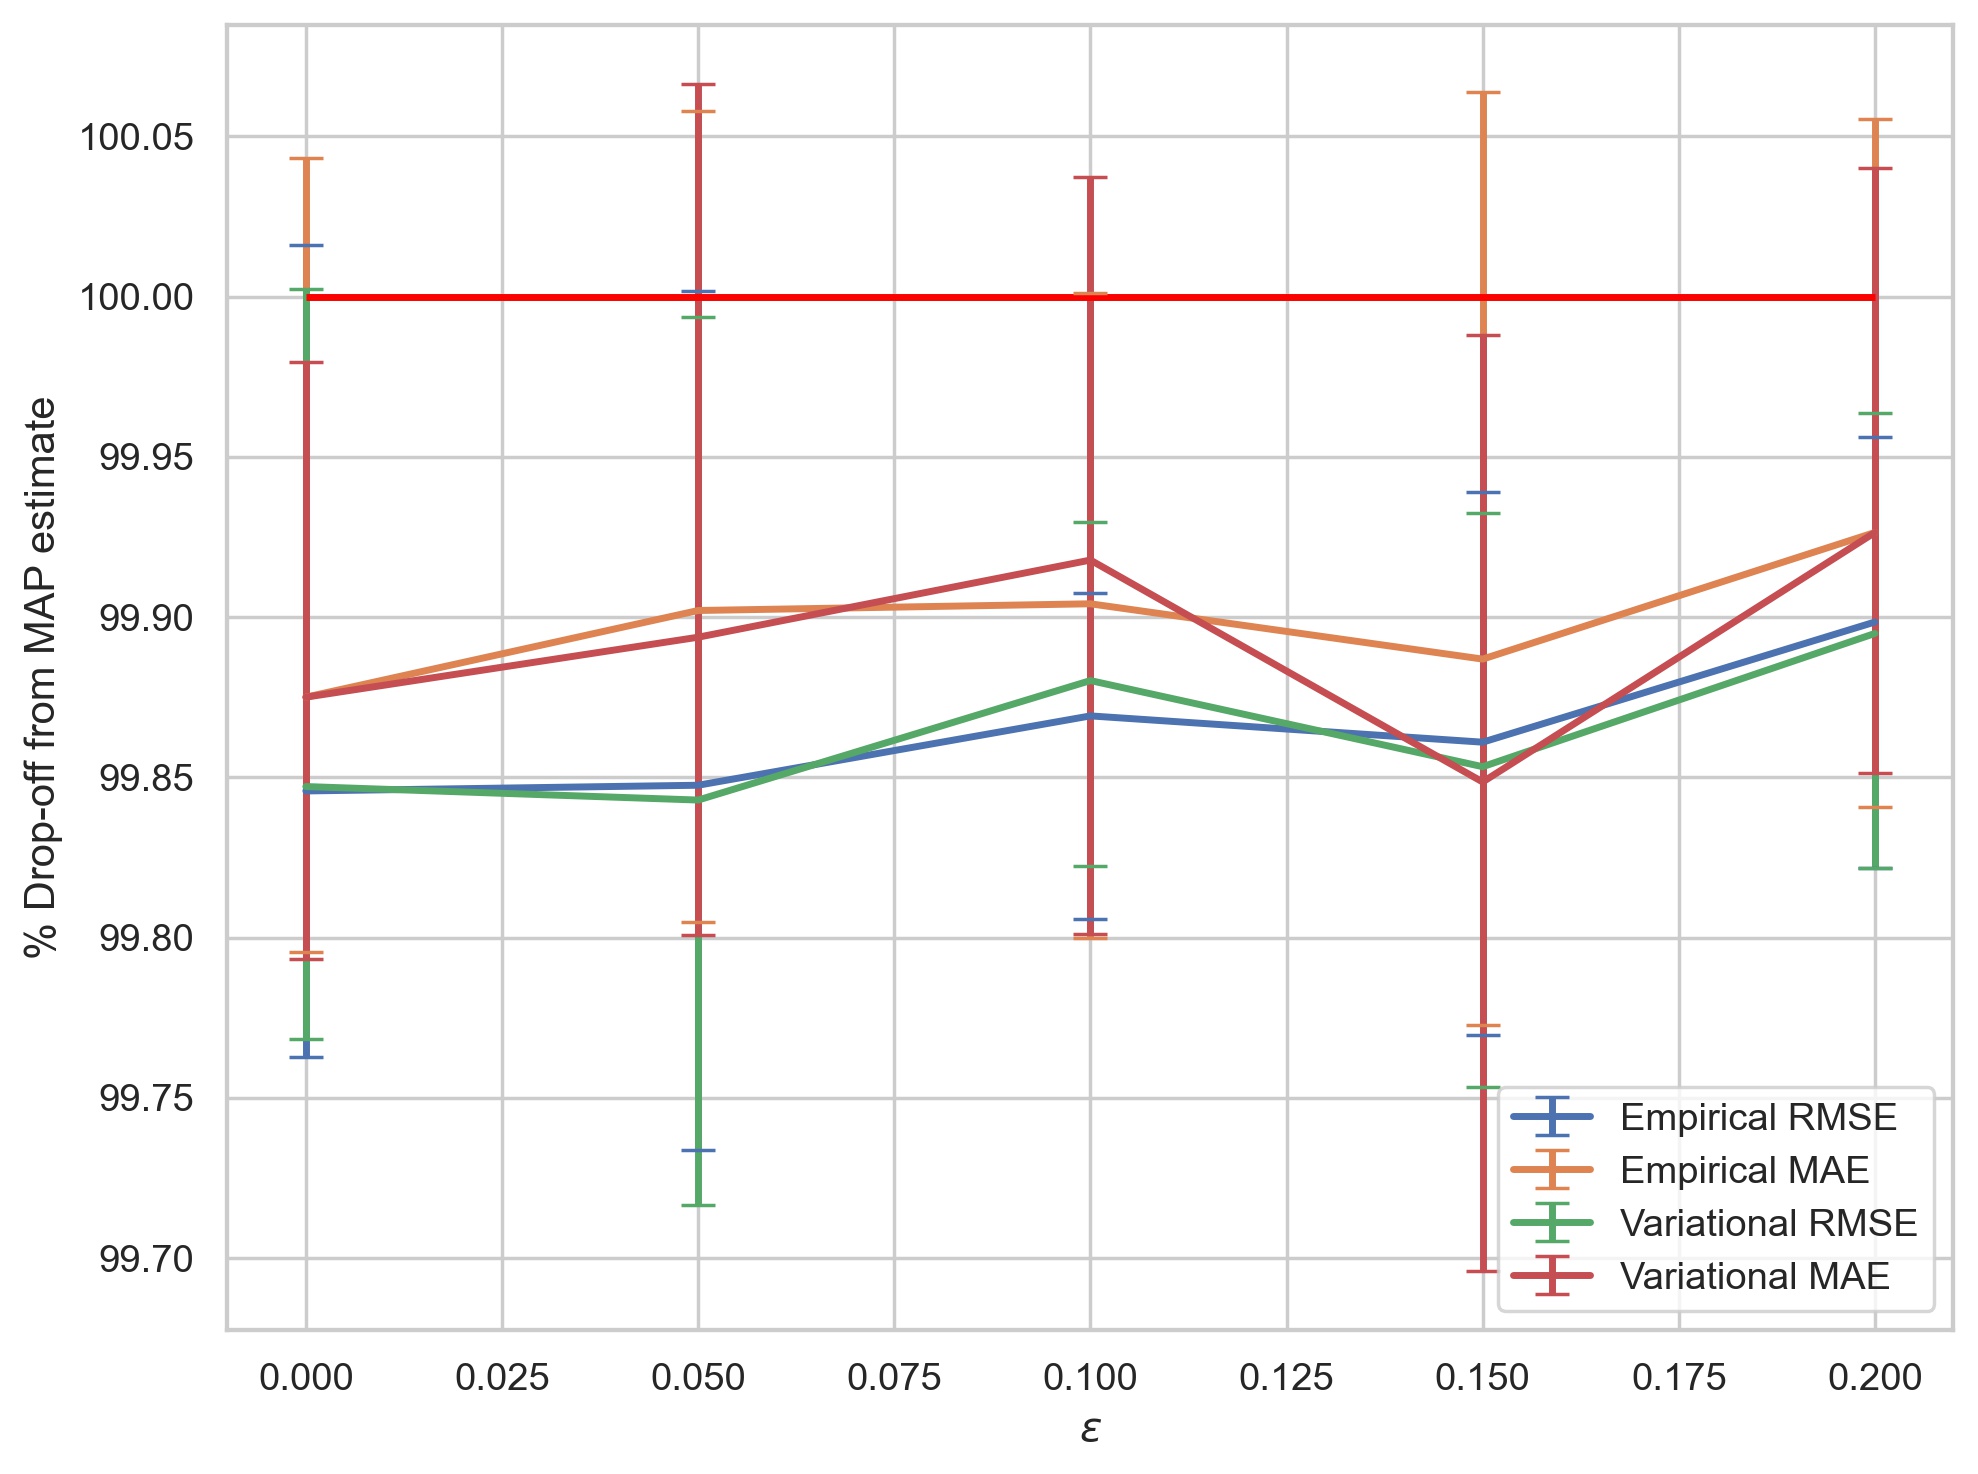 % Drop-off from MAP estimate
100.05
100.00
99.95
99.90
99.85
99.80
99.75
99.70
0.000 0.025 0.050 0.075 0.100 0.125 0.150 0.175 0.200
ε
Empirical RMSE
Empirical MAE
Variational RMSE
Variational MAE